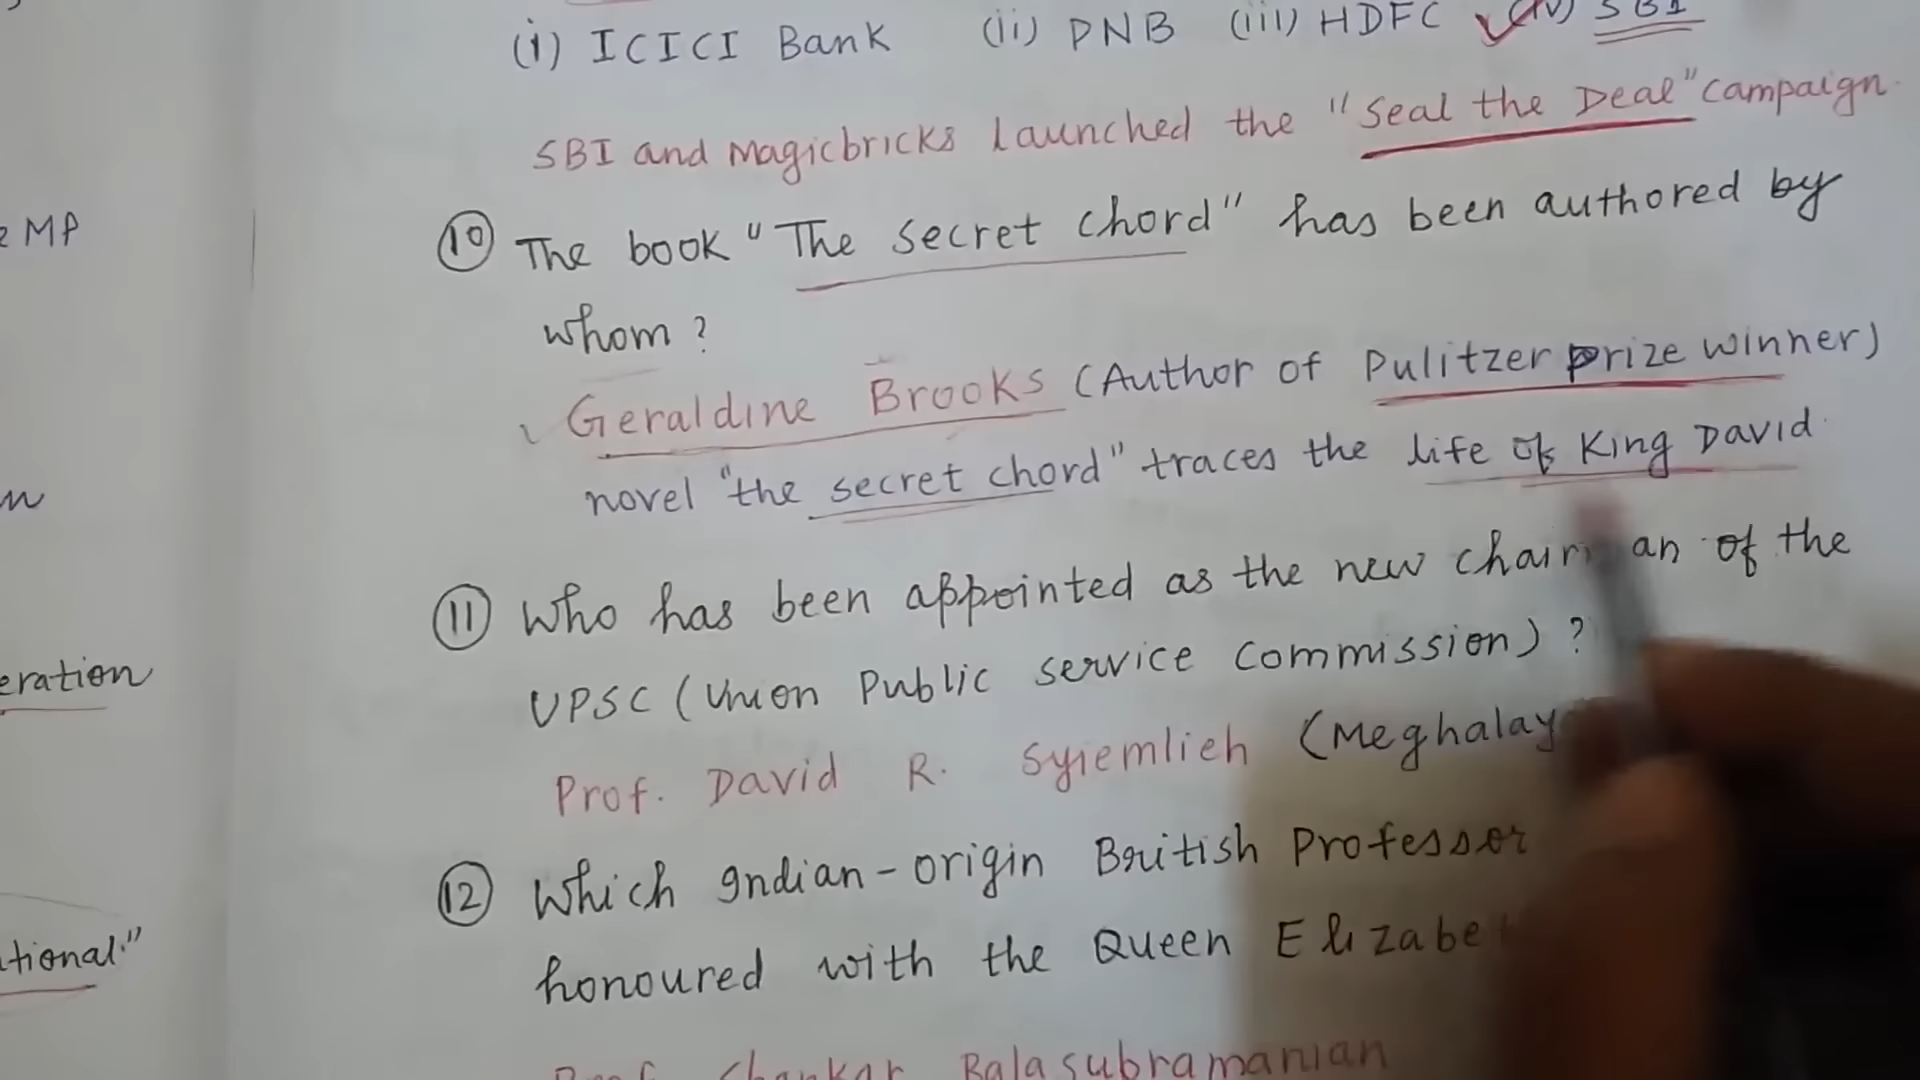 (i) ICICI Bank (ii) PNB (iii) HDFC (iv) SBI
SBI and Magicbricks launched the "Seal the Deal" campaign.
(10) The book "The secret chord" has been authored by
whom?
Geraldine Brooks (Author of Pulitzer prize winner)
novel "the secret chord" traces the life of King David.
(11) Who has been appointed as the new chairman of the
UPSC (Union Public service commission)?
Prof. David R. Syiemlieh (Meghalay
(12) Which Indian-origin British Professor
honoured with the Queen Elizabe
Prof. Shankar Balasubramanian
e MP
n
eration
tional."